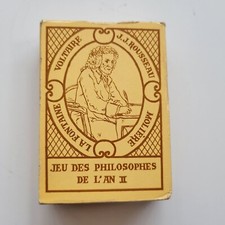 VOLTAIRE
J.J. ROUSSEAU
LA FONTAINE
MOLIÈRE
JEU DES PHILOSOPHES
DE L'AN II